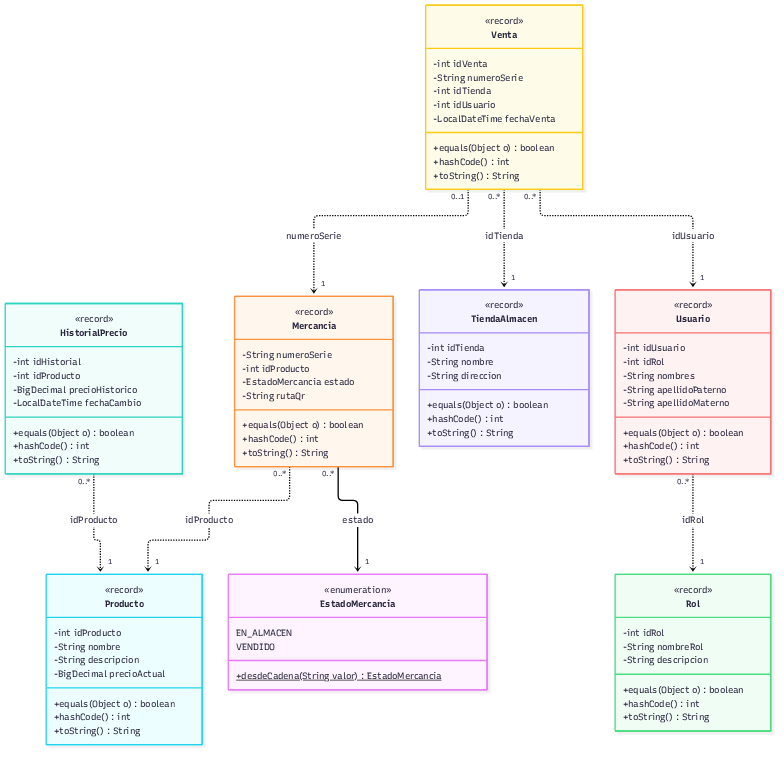 «record»
Venta
-int idVenta
-String numeroSerie
-int idTienda
-int idUsuario
-LocalDateTime fechaVenta
+equals(Object o) : boolean
+hashCode() : int
+toString() : String
0..1
0..*
0..*
numeroSerie
idTienda
idUsuario
1
1
1
«record»
HistorialPrecio
-int idHistorial
-int idProducto
-BigDecimal precioHistorico
-LocalDateTime fechaCambio
+equals(Object o) : boolean
+hashCode() : int
+toString() : String
«record»
Mercancia
-String numeroSerie
-int idProducto
-EstadoMercancia estado
-String rutaQr
+equals(Object o) : boolean
+hashCode() : int
+toString() : String
«record»
TiendaAlmacen
-int idTienda
-String nombre
-String direccion
+equals(Object o) : boolean
+hashCode() : int
+toString() : String
«record»
Usuario
-int idUsuario
-int idRol
-String nombres
-String apellidoPaterno
-String apellidoMaterno
+equals(Object o) : boolean
+hashCode() : int
+toString() : String
0..*
0..*
0..*
0..*
idProducto
idProducto
estado
idRol
1
1
1
1
«record»
Producto
-int idProducto
-String nombre
-String descripcion
-BigDecimal precioActual
+equals(Object o) : boolean
+hashCode() : int
+toString() : String
«enumeration»
EstadoMercancia
EN_ALMACEN
VENDIDO
+desdeCadena(String valor) : EstadoMercancia
«record»
Rol
-int idRol
-String nombreRol
-String descripcion
+equals(Object o) : boolean
+hashCode() : int
+toString() : String